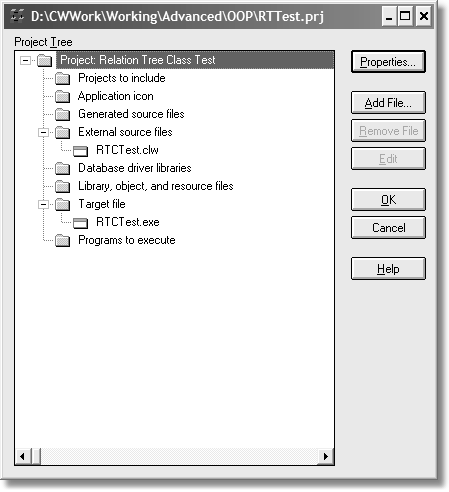 D:\CWWork\Working\Advanced\OOP\RTTest.prj
Project Tree
Project: Relation Tree Class Test
Projects to include
Application icon
Generated source files
External source files
RTCTest.clw
Database driver libraries
Library, object, and resource files
Target file
RTCTest.exe
Programs to execute
Properties...
Add File...
Remove File
Edit
OK
Cancel
Help